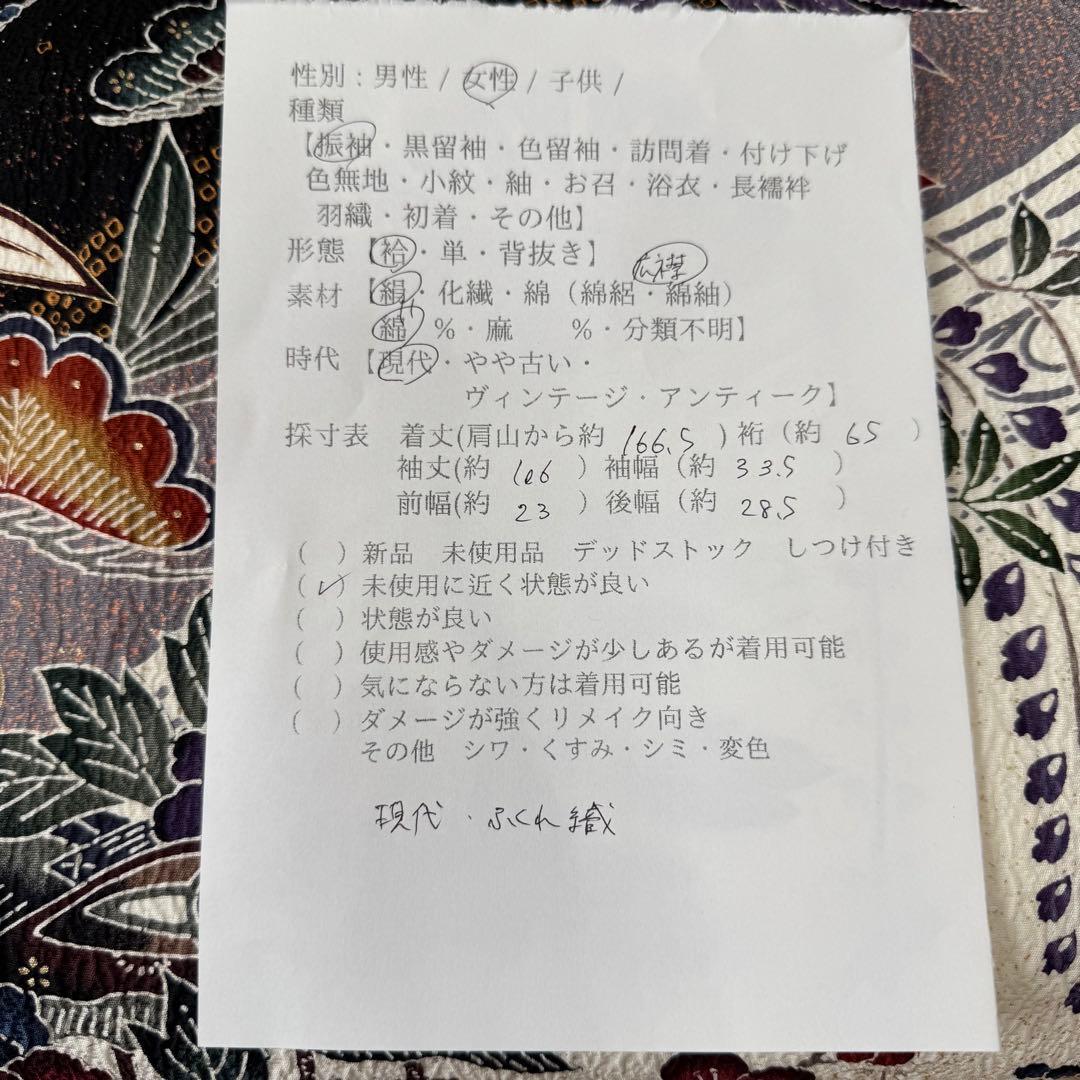 性別：男性 / 女性 / 子供 /
種類
【振袖・黒留袖・色留袖・訪問着・付け下げ
色無地・小紋・紬・お召・浴衣・長襦袢
羽織・初着・その他】
形態【袷・単・背抜き】
広襟
素材【絹・化繊・綿（綿絽・綿紬）
綿 %・麻 %・分類不明】
時代【現代・やや古い・
ヴィンテージ・アンティーク】
採寸表 着丈(肩山から約 166.5 ) 裄（約 65 ）
袖丈(約 106 ）袖幅（約 33.5 ）
前幅(約 23 ）後幅（約 28.5 ）
（ ）新品 未使用品 デッドストック しつけ付き
（✓）未使用に近く状態が良い
（ ）状態が良い
（ ）使用感やダメージが少しあるが着用可能
（ ）気にならない方は着用可能
（ ）ダメージが強くリメイク向き
その他 シワ・くすみ・シミ・変色
現代・ふくれ織